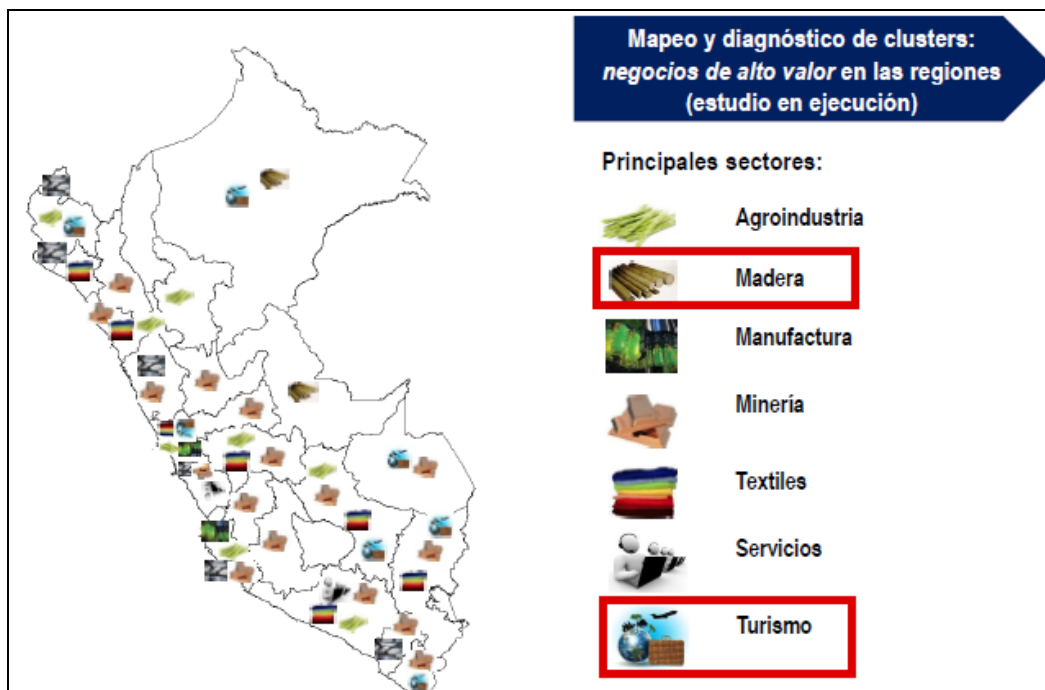 Mapeo y diagnóstico de clusters:
negocios de alto valor en las regiones
(estudio en ejecución)
Principales sectores:
Agroindustria
Madera
Manufactura
Minería
Textiles
Servicios
Turismo